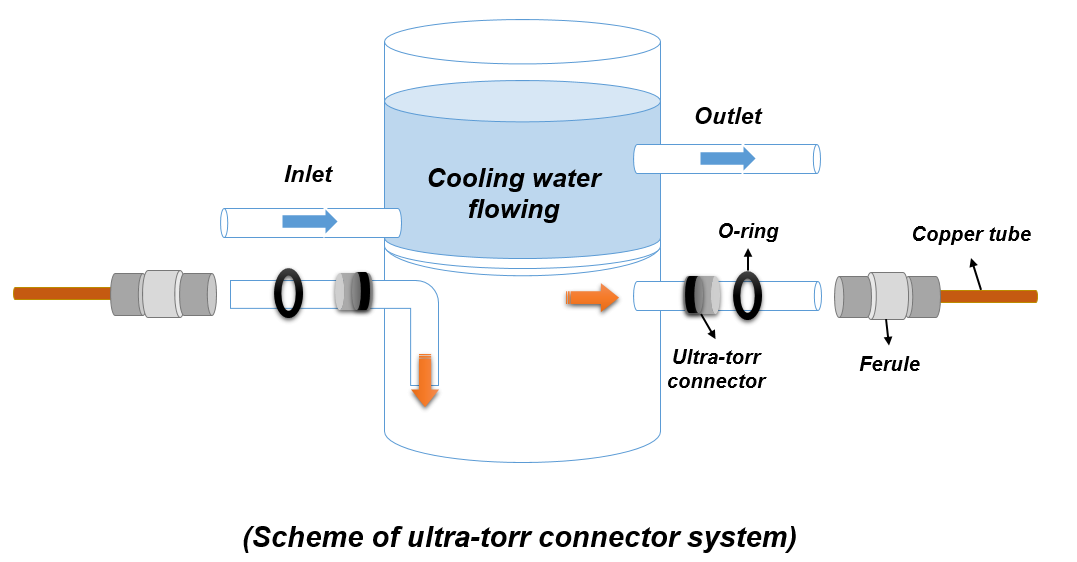 Outlet
Inlet
Cooling water
flowing
O-ring
Copper tube
Ultra-torr
connector
Ferule
(Scheme of ultra-torr connector system)